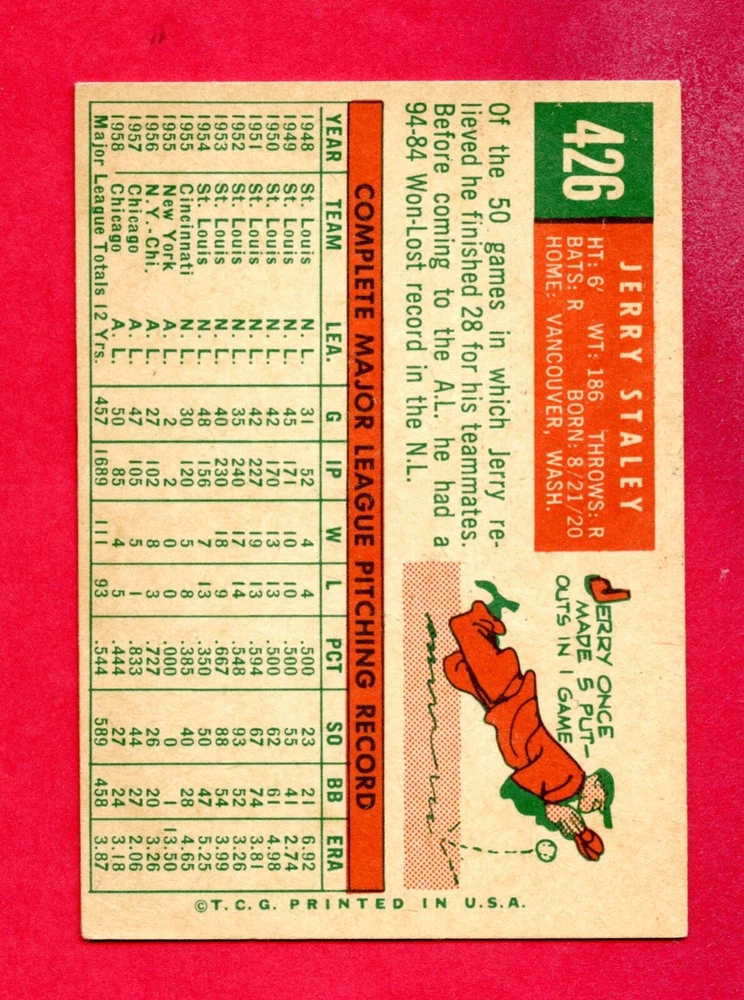 426
JERRY STALEY
HT: 6' WT: 186 THROWS: R
BATS: R BORN: 8/21/20
HOME: VANCOUVER, WASH.
JERRY ONCE
MADE 5 PUT-
OUTS IN 1 GAME
Of the 50 games in which Jerry re-
lieved he finished 28 for his teammates.
Before coming to the A.L. he had a
94-84 Won-Lost record in the N.L.
COMPLETE MAJOR LEAGUE PITCHING RECORD
YEAR TEAM LEA. G IP W L PCT SO BB ERA
1948 St. Louis N. L. 31 52 4 4 .500 23 21 6.92
1949 St. Louis N. L. 45 171 10 10 .500 55 41 2.74
1950 St. Louis N. L. 42 170 13 13 .500 62 61 4.98
1951 St. Louis N. L. 42 227 19 13 .594 67 74 3.81
1952 St. Louis N. L. 35 240 17 14 .548 93 52 3.26
1953 St. Louis N. L. 40 230 18 9 .667 88 54 3.99
1954 St. Louis N. L. 48 156 7 13 .350 50 47 5.25
1955 Cincinnati N. L. 30 120 5 8 .385 40 28 4.65
1955 New York A. L. 2 2 0 0 .000 0 1 13.50
1956 N.Y.-Chi. A. L. 27 102 8 3 .727 26 20 3.26
1957 Chicago A. L. 47 105 5 1 .833 44 27 2.06
1958 Chicago A. L. 50 85 4 5 .444 27 24 3.18
Major League Totals 12 Yrs. 457 1689 111 93 .544 589 458 3.87
©T. C. G. PRINTED IN U.S.A.